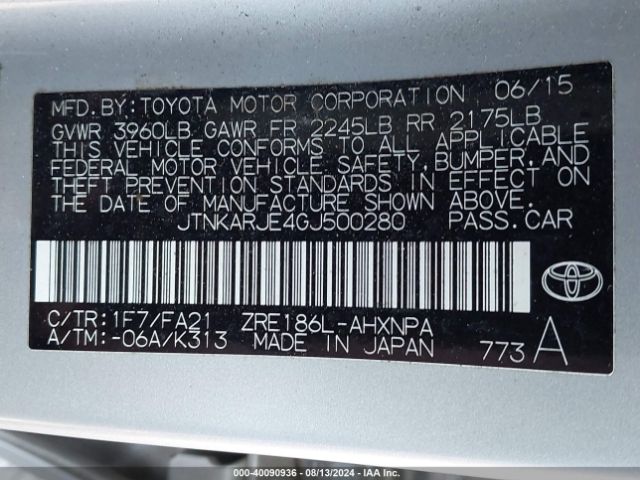 MFD.BY:TOYOTA MOTOR CORPORATION 06/15
GVWR 3960LB GAWR FR 2245LB RR 2175LB
THIS VEHICLE CONFORMS TO ALL APPLICABLE
FEDERAL MOTOR VEHICLE SAFETY,BUMPER,AND
THEFT PREVENTION STANDARDS IN EFFECT ON
THE DATE OF MANUFACTURE SHOWN ABOVE.
JTNKARJE4GJ500280 PASS.CAR
C/TR:1F7/FA21 ZRE186L-AHXNPA
A/TM:-06A/K313 MADE IN JAPAN 773A
000-40090936 - 08/13/2024 - IAAI.COM